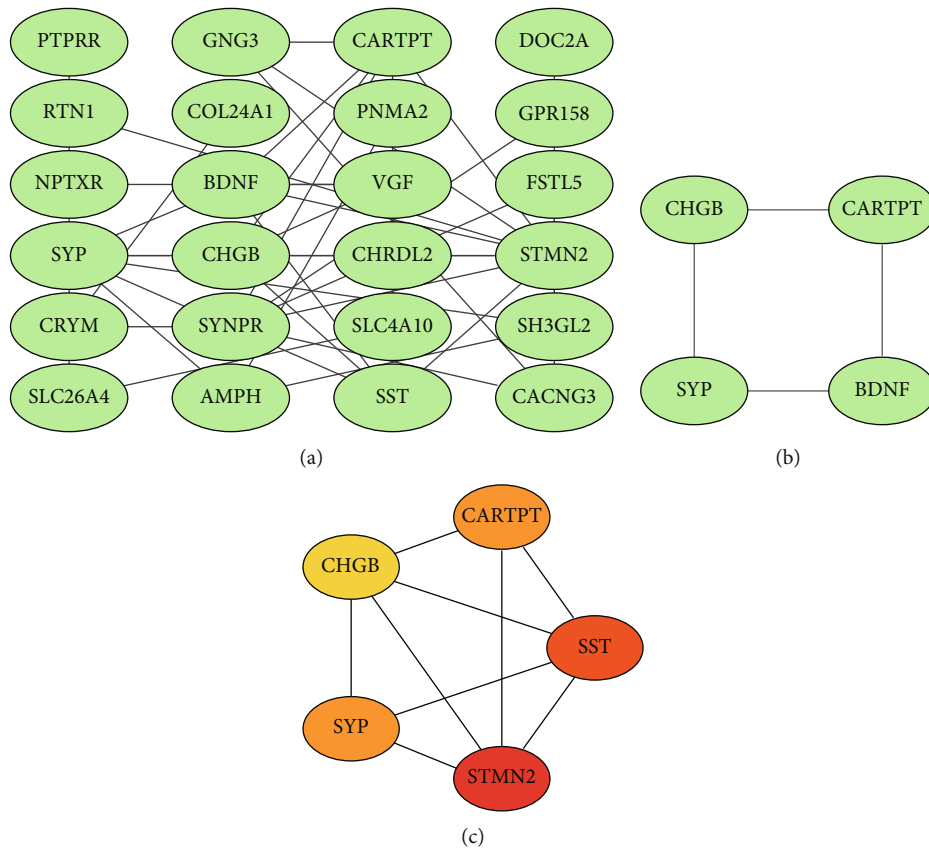 PTPRR GNG3 CARTPT DOC2A
RTN1 COL24A1 PNMA2 GPR158
NPTXR BDNF VGF FSTL5
SYP CHGB CHRDL2 STMN2
CRYM SYNPR SLC4A10 SH3GL2
SLC26A4 AMPH SST CACNG3
(a)
CHGB CARTPT
SYP BDNF
(b)
CARTPT
CHGB
SST
SYP
STMN2
(c)